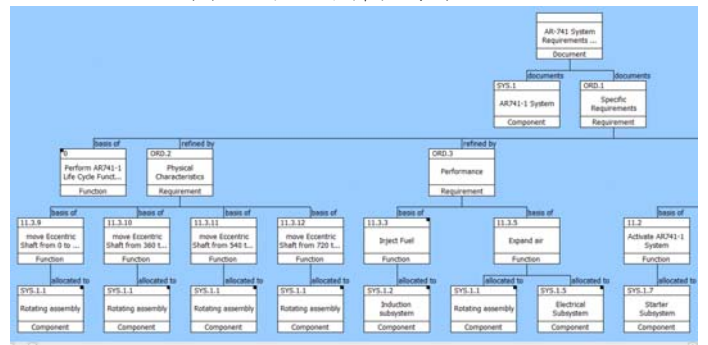 AR-741 System
Requirements ...
Document
documents
documents
SYS.1
AR741-1 System
Component
ORD.1
Specific
Requirements
Requirement
basis of
refined by
refined by
0
Perform AR741-1
Life Cycle Funct...
Function
ORD.2
Physical
Characteristics
Requirement
ORD.3
Performance
Requirement
basis of
basis of
basis of
basis of
basis of
basis of
basis of
11.3.9
move Eccentric
Shaft from 0 to ...
Function
11.3.10
move Eccentric
Shaft from 360 t...
Function
11.3.11
move Eccentric
Shaft from 540 t...
Function
11.3.12
move Eccentric
Shaft from 720 t...
Function
11.3.3
Inject Fuel
Function
11.3.5
Expand air
Function
11.2
Activate AR741-1
System
Function
allocated to
allocated to
allocated to
allocated to
allocated to
allocated to
allocated to
allocated to
SYS.1.1
Rotating assembly
Component
SYS.1.1
Rotating assembly
Component
SYS.1.1
Rotating assembly
Component
SYS.1.1
Rotating assembly
Component
SYS.1.2
Induction
subsystem
Component
SYS.1.1
Rotating assembly
Component
SYS.1.5
Electrical
Subsystem
Component
SYS.1.7
Starter
Subsystem
Component